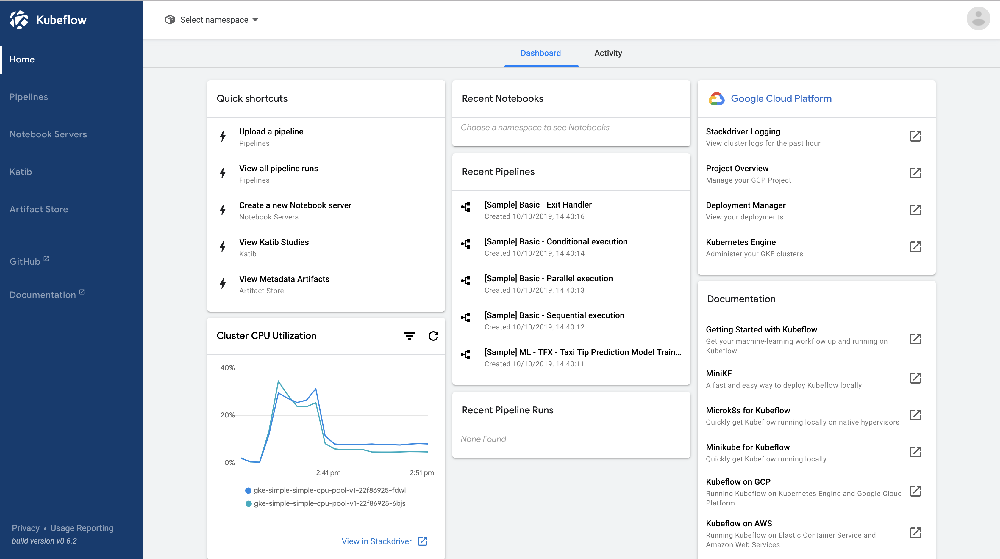 Kubeflow
Home
Pipelines
Notebook Servers
Katib
Artifact Store
GitHub
Documentation
Privacy • Usage Reporting
build version v0.6.2
Select namespace
Dashboard
Activity
Quick shortcuts
Upload a pipeline
Pipelines
View all pipeline runs
Pipelines
Create a new Notebook server
Notebook Servers
View Katib Studies
Katib
View Metadata Artifacts
Artifact Store
Cluster CPU Utilization
40%
20%
0%
2:41 pm
2:51 pm
gke-simple-simple-cpu-pool-v1-22f86925-fdwl
gke-simple-simple-cpu-pool-v1-22f86925-6bjs
View in Stackdriver
Recent Notebooks
Choose a namespace to see Notebooks
Recent Pipelines
[Sample] Basic - Exit Handler
Created 10/10/2019, 14:40:16
[Sample] Basic - Conditional execution
Created 10/10/2019, 14:40:14
[Sample] Basic - Parallel execution
Created 10/10/2019, 14:40:13
[Sample] Basic - Sequential execution
Created 10/10/2019, 14:40:12
[Sample] ML - TFX - Taxi Tip Prediction Model Train...
Created 10/10/2019, 14:40:11
Recent Pipeline Runs
None Found
Google Cloud Platform
Stackdriver Logging
View cluster logs for the past hour
Project Overview
Manage your GCP Project
Deployment Manager
View your deployments
Kubernetes Engine
Administer your GKE clusters
Documentation
Getting Started with Kubeflow
Get your machine-learning workflow up and running on
Kubeflow
MiniKF
A fast and easy way to deploy Kubeflow locally
Microk8s for Kubeflow
Quickly get Kubeflow running locally on native hypervisors
Minikube for Kubeflow
Quickly get Kubeflow running locally
Kubeflow on GCP
Running Kubeflow on Kubernetes Engine and Google Cloud
Platform
Kubeflow on AWS
Running Kubeflow on Elastic Container Service and
Amazon Web Services